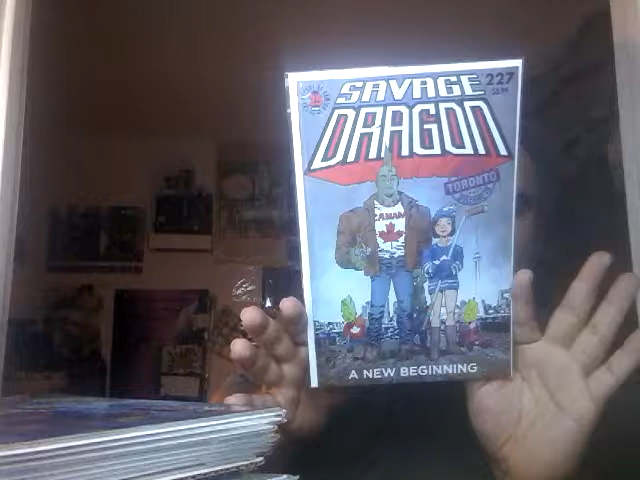 SAVAGE
227
DRAGON
TORONTO
CANADA
A NEW BEGINNING